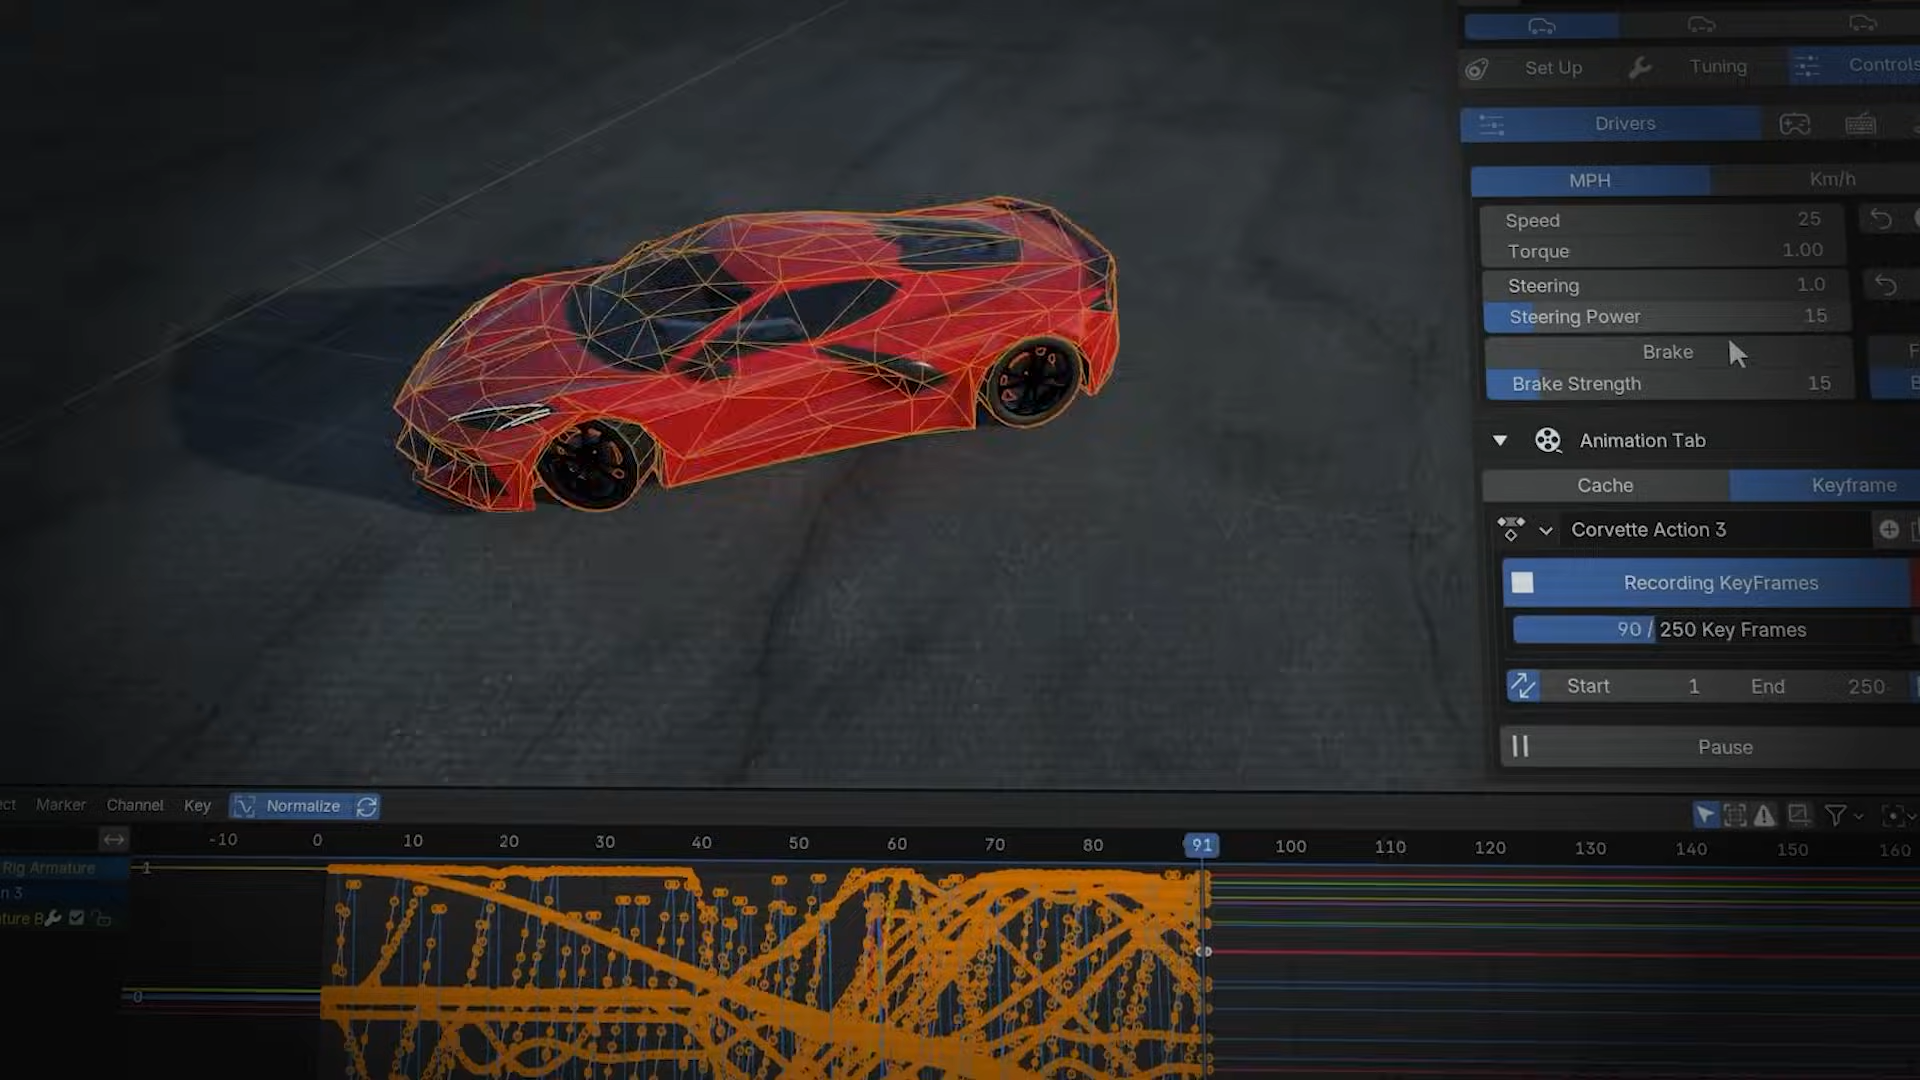 Set Up Tuning Controls
Drivers
MPH Km/h
Speed 25
Torque 1.00
Steering 1.0
Steering Power 15
Brake
Brake Strength 15
Animation Tab
Cache Keyframe
Corvette Action 3
Recording KeyFrames
90 / 250 Key Frames
Start 1 End 250
Pause
Marker Channel Key Normalize
-10 0 10 20 30 40 50 60 70 80 91 100 110 120 130 140 150 160
Rig Armature
1
n 3
ture B
0